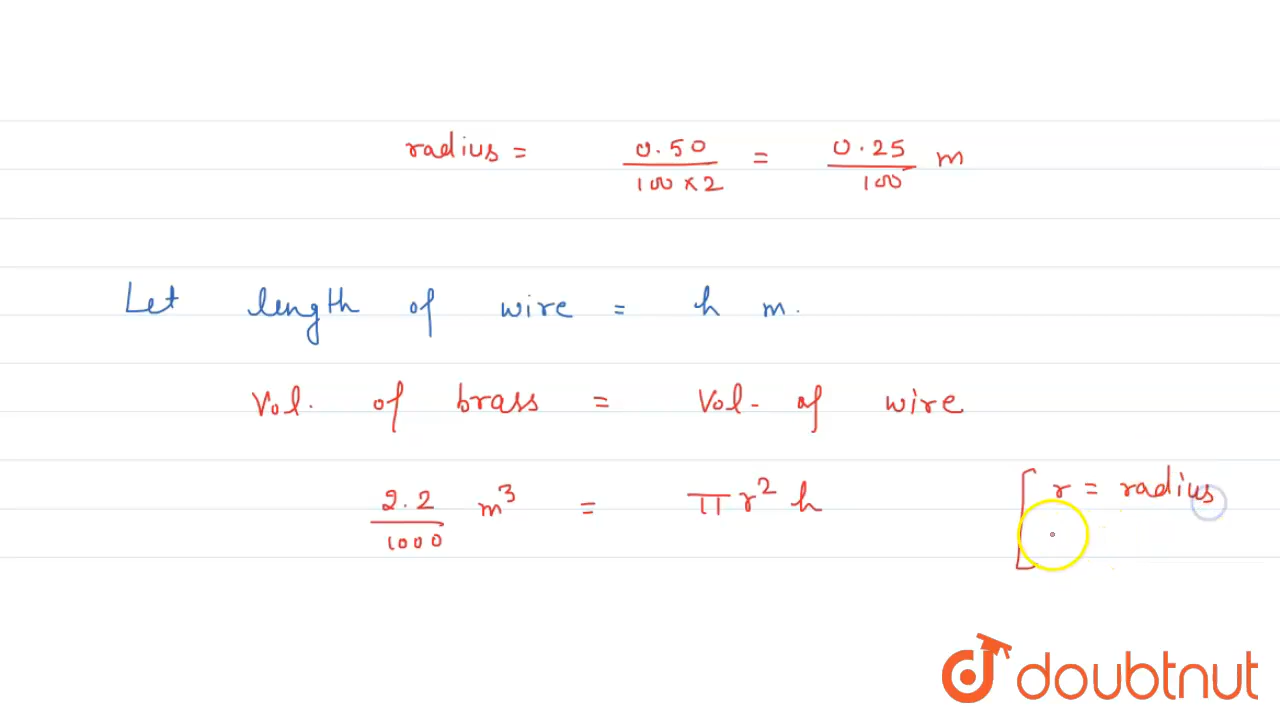 radius = 0.50/100×2 = 0.25/100 m
Let length of wire = h m.
Vol. of brass = Vol. of wire
2.2/1000 m³ = πr²h [ r = radius
doubtnut